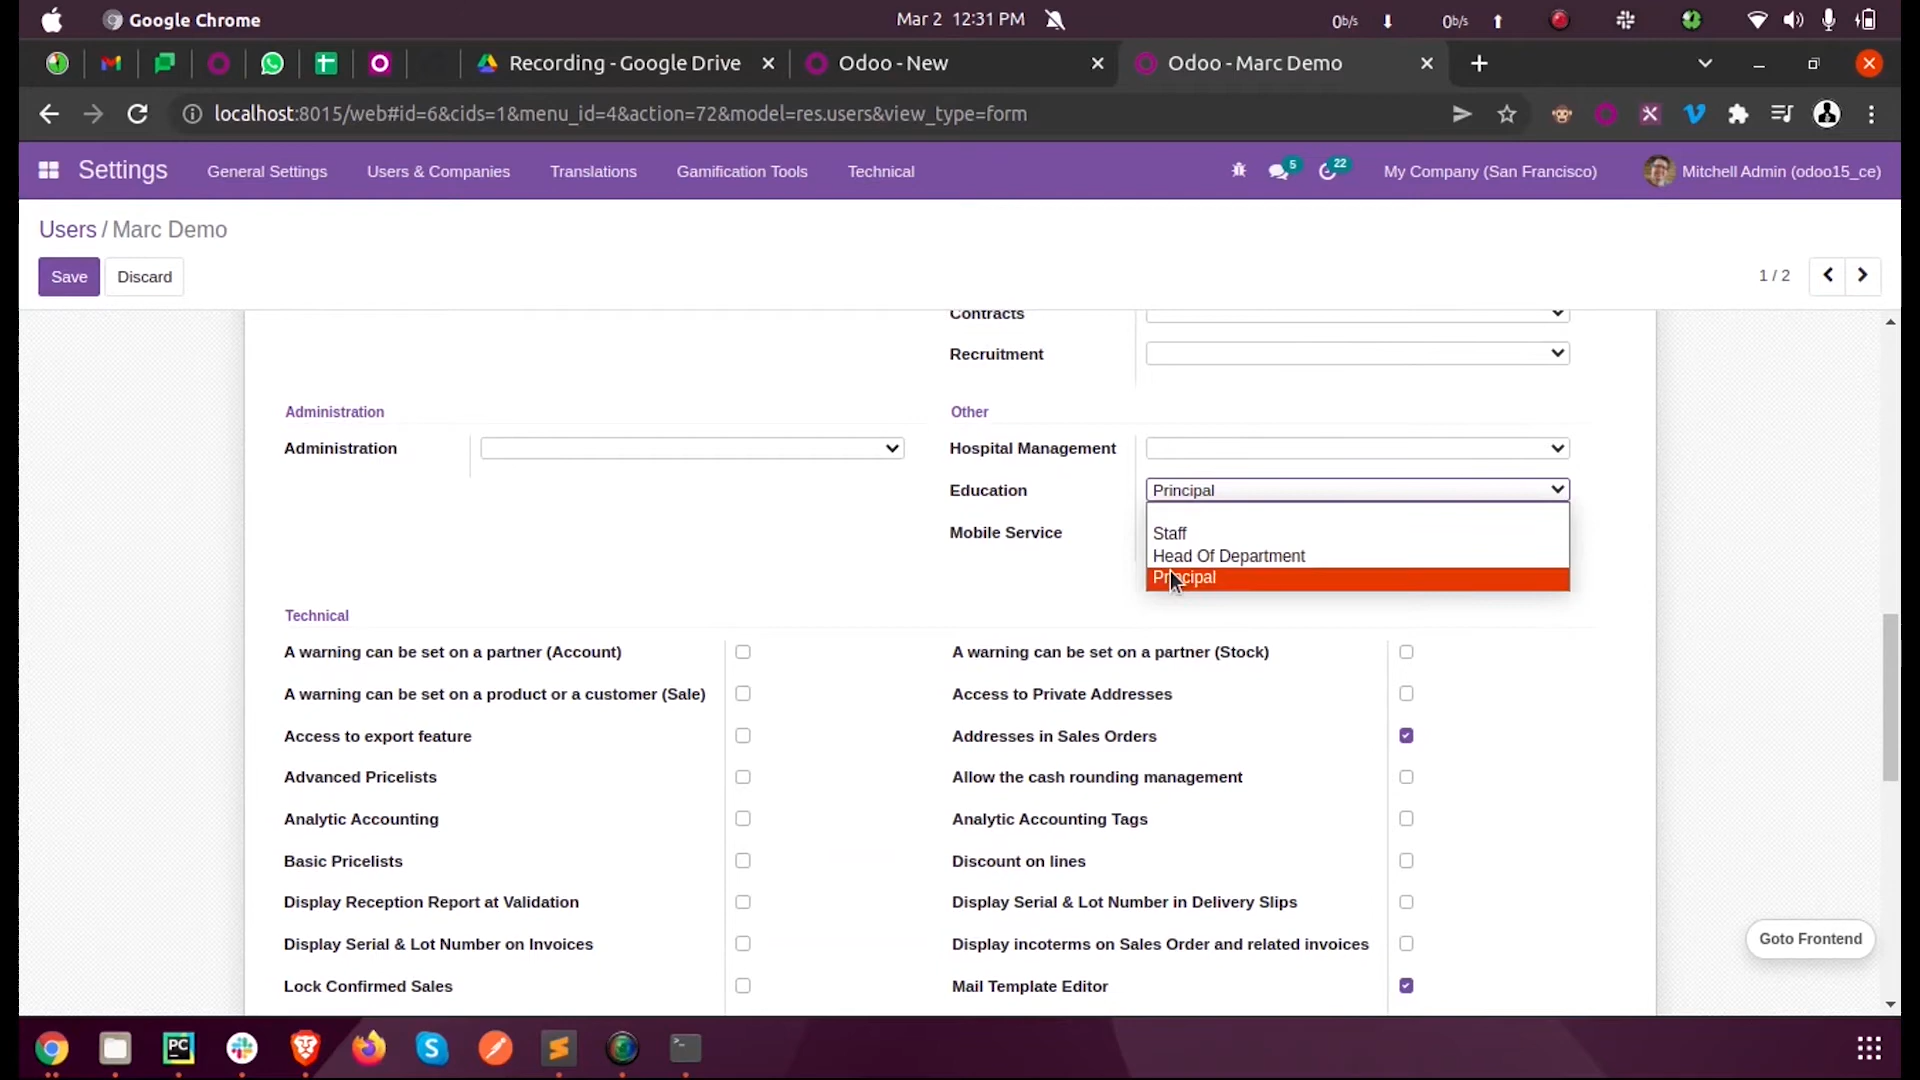 Google Chrome
Mar 2 12:31 PM
0b/s
0b/s
Recording - Google Drive
Odoo - New
Odoo - Marc Demo
localhost:8015/web#id=6&cids=1&menu_id=4&action=72&model=res.users&view_type=form
Settings
General Settings
Users & Companies
Translations
Gamification Tools
Technical
5
22
My Company (San Francisco)
Mitchell Admin (odoo15_ce)
Users / Marc Demo
Save
Discard
1 / 2
Contracts
Recruitment
Administration
Other
Administration
Hospital Management
Education
Principal
Mobile Service
Staff
Head Of Department
Principal
Technical
A warning can be set on a partner (Account)
A warning can be set on a partner (Stock)
A warning can be set on a product or a customer (Sale)
Access to Private Addresses
Access to export feature
Addresses in Sales Orders
Advanced Pricelists
Allow the cash rounding management
Analytic Accounting
Analytic Accounting Tags
Basic Pricelists
Discount on lines
Display Reception Report at Validation
Display Serial & Lot Number in Delivery Slips
Display Serial & Lot Number on Invoices
Display incoterms on Sales Order and related invoices
Goto Frontend
Lock Confirmed Sales
Mail Template Editor
PC